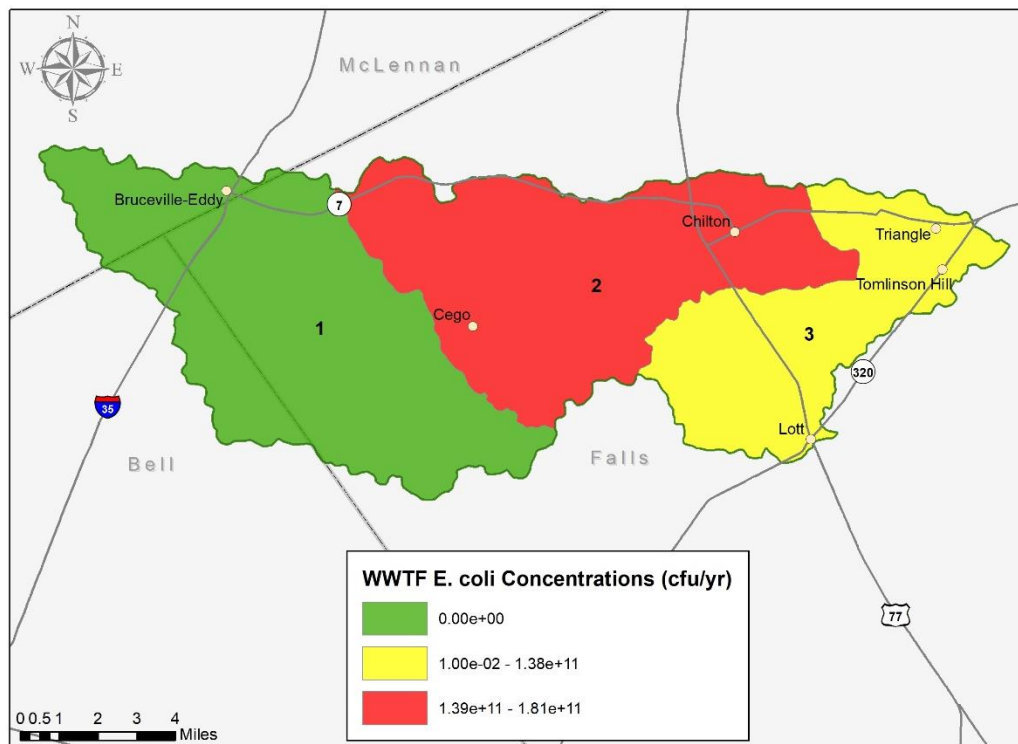 N
W E
S
McLennan
Bruceville-Eddy
7
Chilton
Triangle
Tomlinson Hill
2
Cego
1
3
320
35
Lott
Bell
Falls
WWTF E. coli Concentrations (cfu/yr)
0.00e+00
1.00e-02 - 1.38e+11
1.39e+11 - 1.81e+11
77
0 0.5 1 2 3 4
Miles